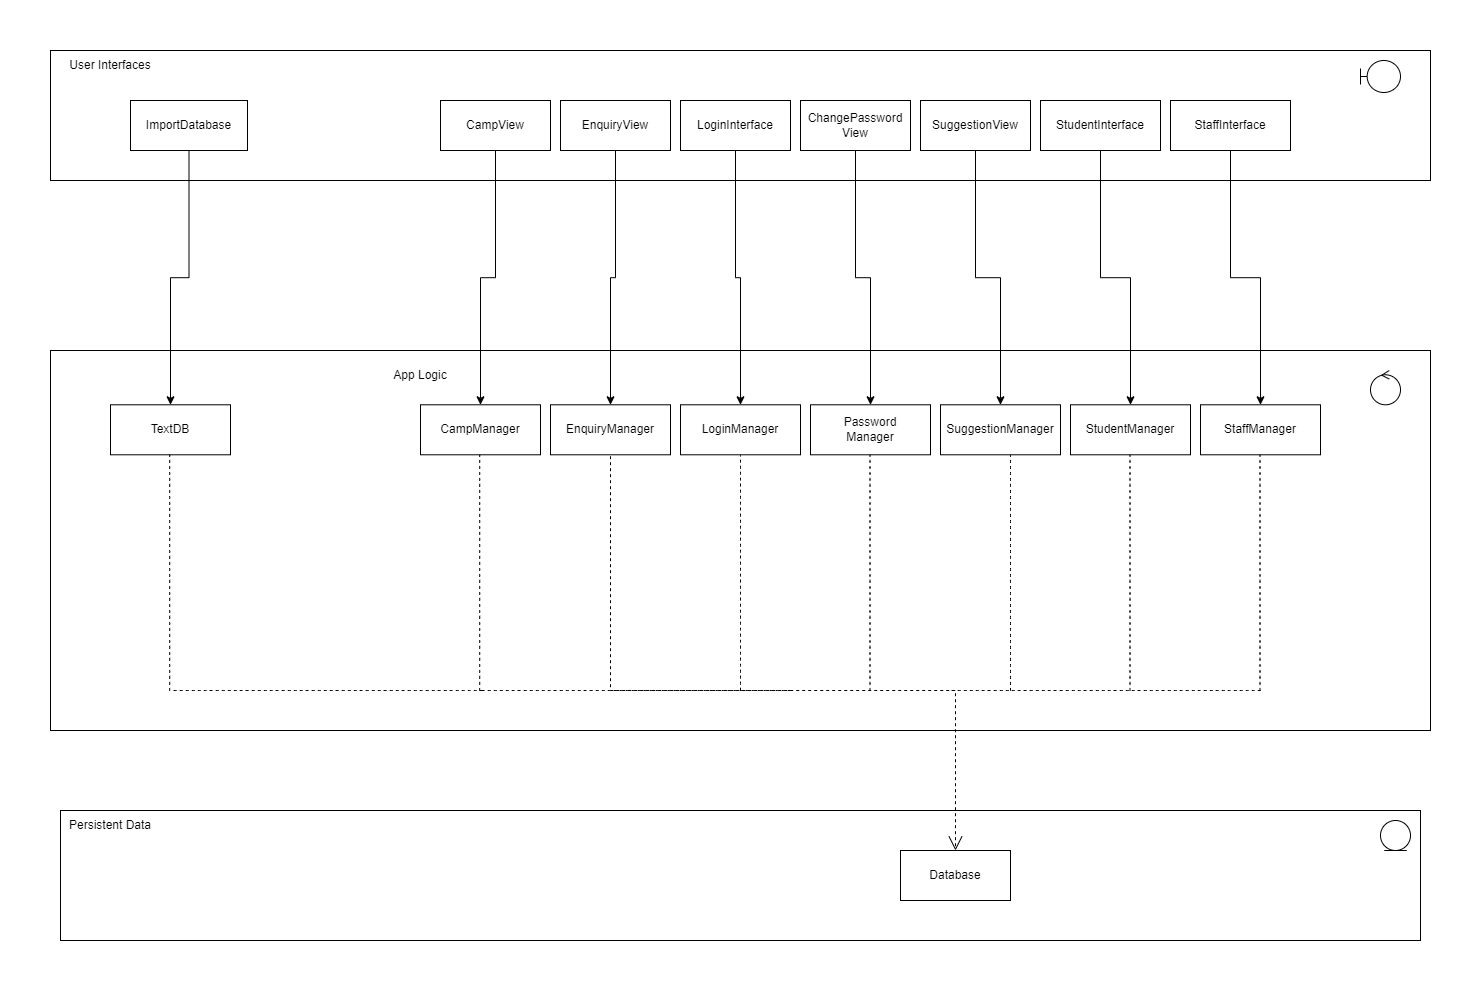 User Interfaces
ImportDatabase
CampView
EnquiryView
LoginInterface
ChangePassword
View
SuggestionView
StudentInterface
StaffInterface
App Logic
TextDB
CampManager
EnquiryManager
LoginManager
Password
Manager
SuggestionManager
StudentManager
StaffManager
Persistent Data
Database